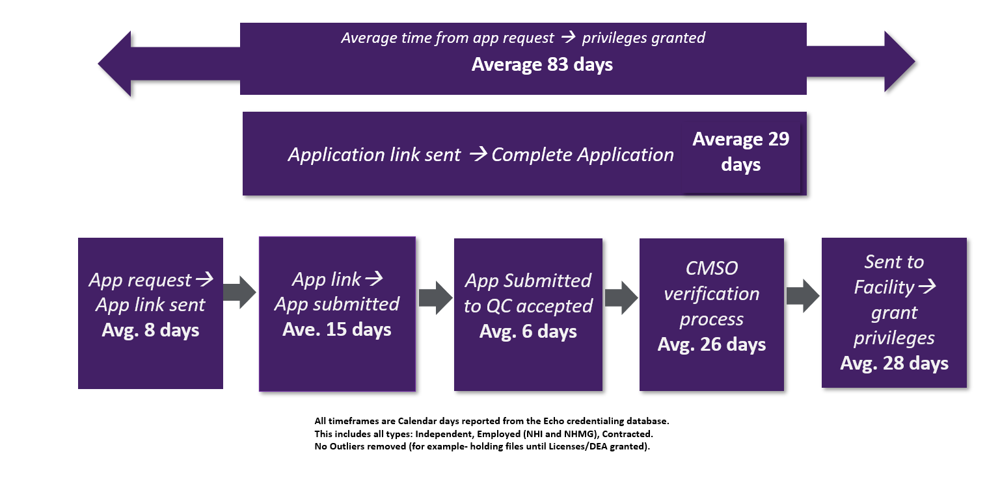 Average time from app request → privileges granted
Average 83 days
Application link sent → Complete Application
Average 29
days
App request →
App link sent
Avg. 8 days
App link →
App submitted
Ave. 15 days
App Submitted
to QC accepted
Avg. 6 days
CMSO
verification
process
Avg. 26 days
Sent to
Facility →
grant
privileges
Avg. 28 days
All timeframes are Calendar days reported from the Echo credentialing database.
This includes all types: Independent, Employed (NHI and NHMG), Contracted.
No Outliers removed (for example- holding files until Licenses/DEA granted).